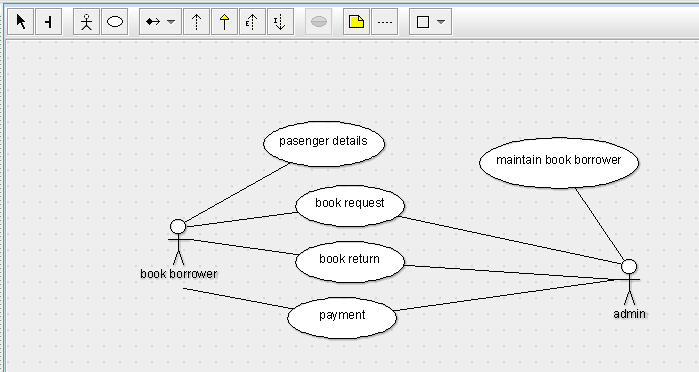 pasenger details
maintain book borrower
book request
book return
book borrower
payment
admin